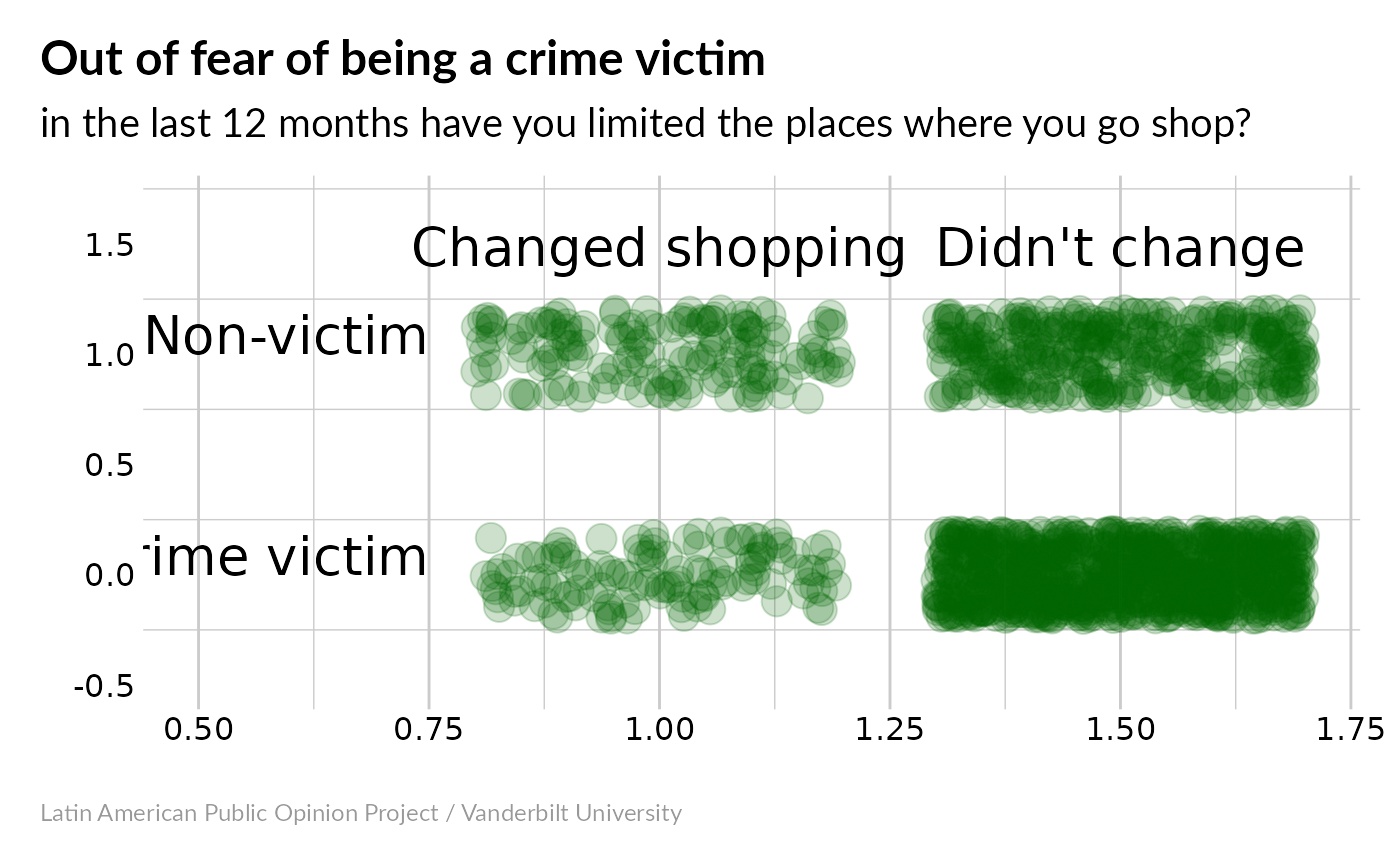 Out of fear of being a crime victim
in the last 12 months have you limited the places where you go shop?
1.5
Changed shopping Didn't change
Non-victim
1.0
0.5
rime victim
0.0
-0.5
0.50 0.75 1.00 1.25 1.50 1.75
Latin American Public Opinion Project / Vanderbilt University